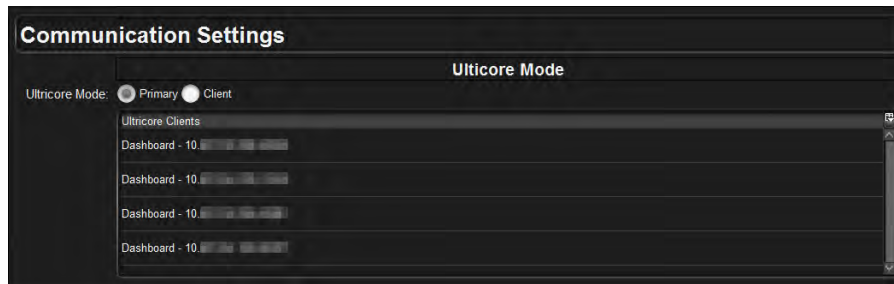 Communication Settings
Ulticore Mode
Ultricore Mode: Primary Client
Ultricore Clients
Dashboard - 10.
Dashboard - 10.
Dashboard - 10.
Dashboard - 10.